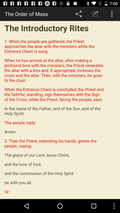 7:00
The Order of Mass
The Introductory Rites
1. When the people are gathered, the Priest
approaches the altar with the ministers while the
Entrance Chant is sung.
When he has arrived at the altar, after making a
profound bow with the ministers, the Priest venerates
the altar with a kiss and, if appropriate, incenses the
cross and the altar. Then, with the ministers, he goes
to the chair.
When the Entrance Chant is concluded, the Priest and
the faithful, standing, sign themselves with the Sign
of the Cross, while the Priest, facing the people, says:
In the name of the Father, and of the Son, and of the
Holy Spirit.
The people reply:
Amen.
2. Then the Priest, extending his hands, greets the
people, saying:
The grace of our Lord Jesus Christ,
and the love of God,
and the communion of the Holy Spirit
be with you all.
Or: